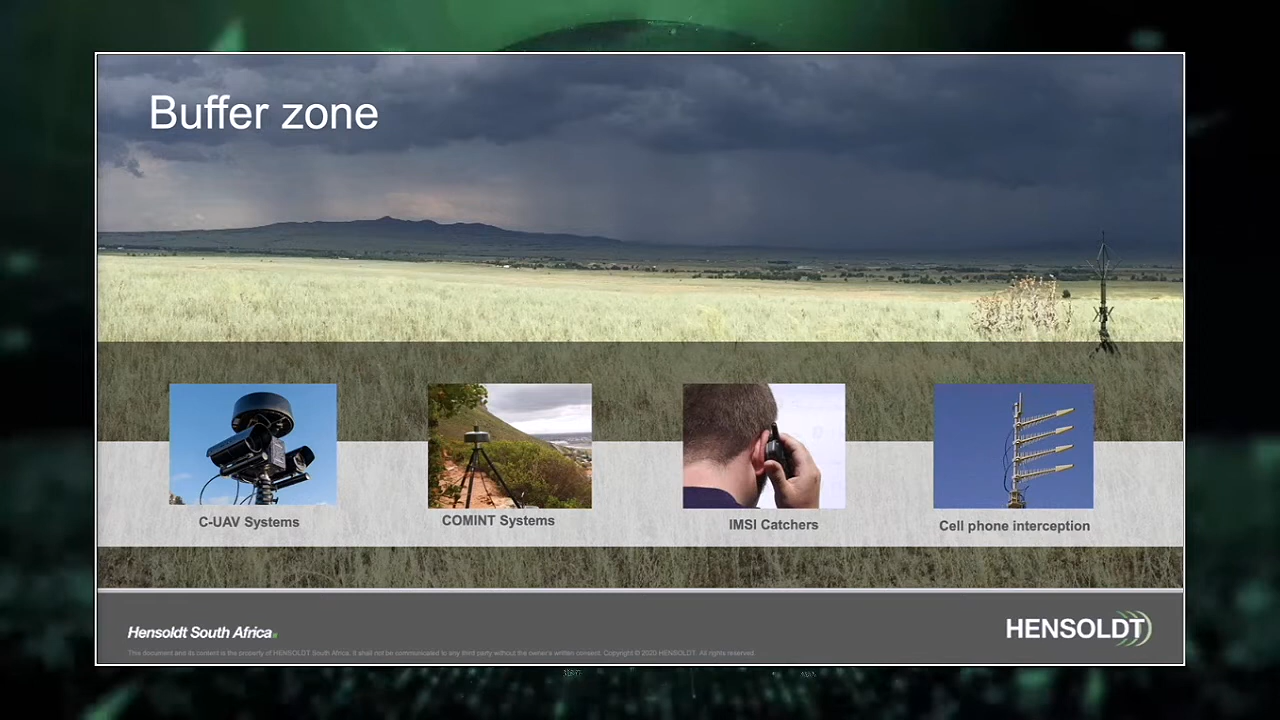 Buffer zone
C-UAV Systems
COMINT Systems
IMSI Catchers
Cell phone interception
Hensoldt South Africa.
HENSOLDT
This document and its content is the property of HENSOLDT South Africa. It shall not be communicated to any third party without the owner's written consent. Copyright © 2020 HENSOLDT. All rights reserved.